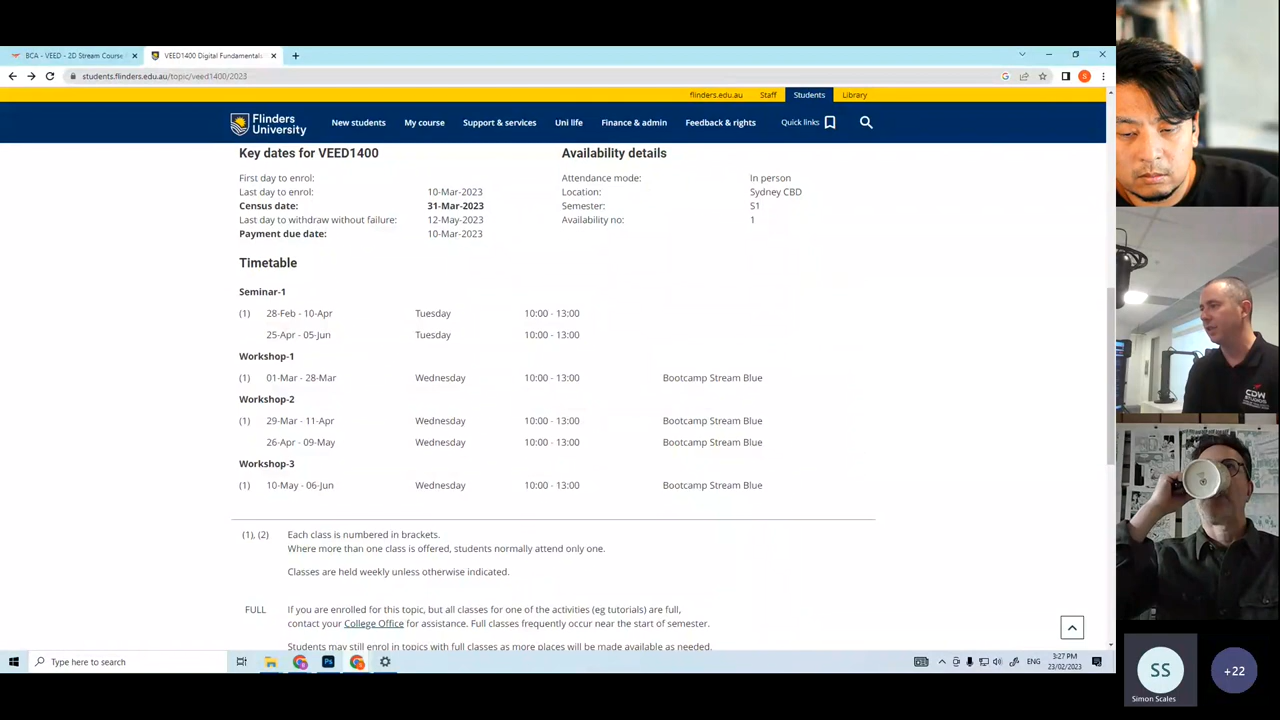 BCA - VEED - 2D Stream Course
VEED1400 Digital Fundamentals
students.flinders.edu.au/topic/veed1400/2023
S
flinders.edu.au Staff Students Library
Flinders University
New students My course Support & services Uni life Finance & admin Feedback & rights Quick links
Key dates for VEED1400
First day to enrol:
Last day to enrol: 10-Mar-2023
Census date: 31-Mar-2023
Last day to withdraw without failure: 12-May-2023
Payment due date: 10-Mar-2023
Availability details
Attendance mode: In person
Location: Sydney CBD
Semester: S1
Availability no: 1
Timetable
Seminar-1
(1) 28-Feb - 10-Apr Tuesday 10:00 - 13:00
25-Apr - 05-Jun Tuesday 10:00 - 13:00
Workshop-1
(1) 01-Mar - 28-Mar Wednesday 10:00 - 13:00 Bootcamp Stream Blue
Workshop-2
(1) 29-Mar - 11-Apr Wednesday 10:00 - 13:00 Bootcamp Stream Blue
26-Apr - 09-May Wednesday 10:00 - 13:00 Bootcamp Stream Blue
Workshop-3
(1) 10-May - 06-Jun Wednesday 10:00 - 13:00 Bootcamp Stream Blue
(1), (2) Each class is numbered in brackets.
Where more than one class is offered, students normally attend only one.
Classes are held weekly unless otherwise indicated.
FULL If you are enrolled for this topic, but all classes for one of the activities (eg tutorials) are full,
contact your College Office for assistance. Full classes frequently occur near the start of semester.
Students may still enrol in topics with full classes as more places will be made available as needed.
Type here to search
Ps
ENG
3:27 PM
23/02/2023
CDW
STUDIOS
SS
Simon Scales
+22